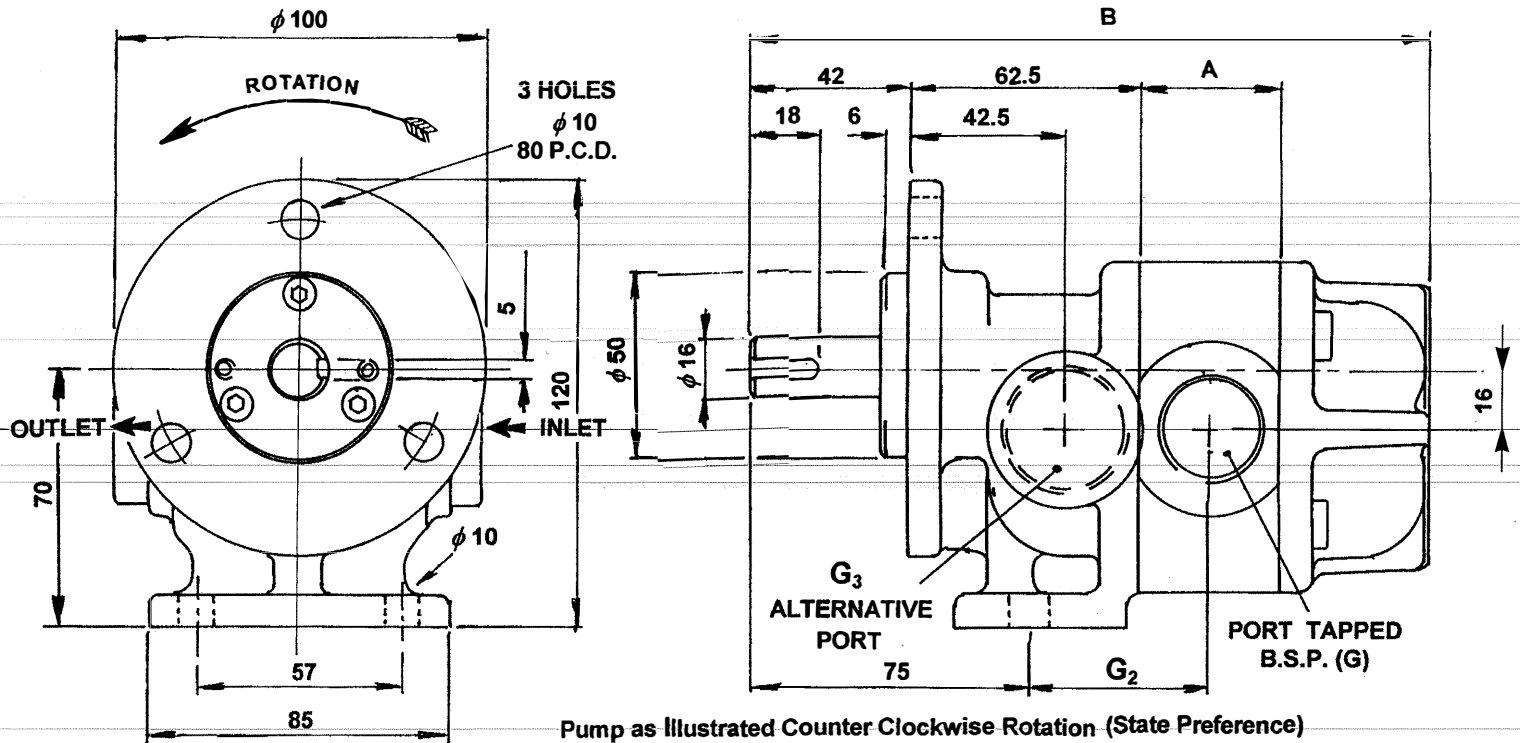 ϕ 100
ROTATION
3 HOLES
ϕ 10
80 P.C.D.
5
120
OUTLET
INLET
70
ϕ 10
57
85
B
42
62.5
A
18
6
42.5
ϕ 50
ϕ 16
16
G₃
ALTERNATIVE
PORT
PORT TAPPED
B.S.P. (G)
75
G₂
Pump as Illustrated Counter Clockwise Rotation (State Preference)